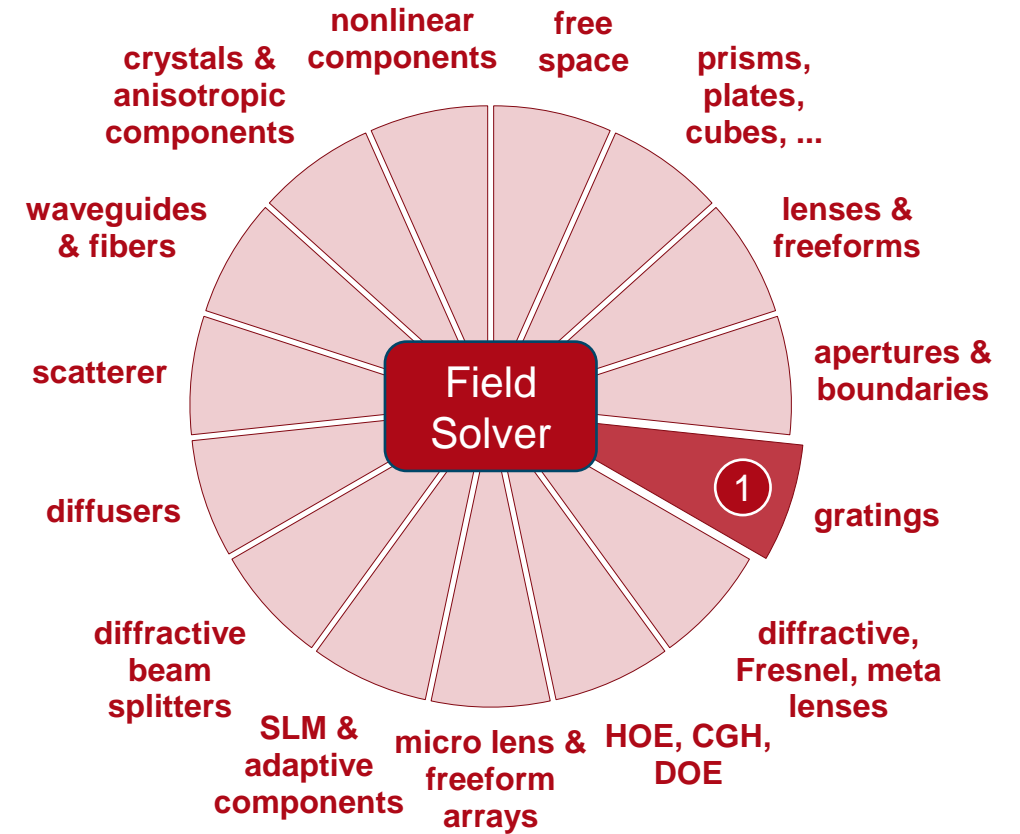 nonlinear
components
free
space
prisms,
plates,
cubes, ...
lenses &
freeforms
apertures &
boundaries
1
gratings
diffractive,
Fresnel, meta
lenses
HOE, CGH,
DOE
micro lens &
freeform
arrays
SLM &
adaptive
components
diffractive
beam
splitters
diffusers
scatterer
waveguides
& fibers
crystals &
anisotropic
components
Field
Solver